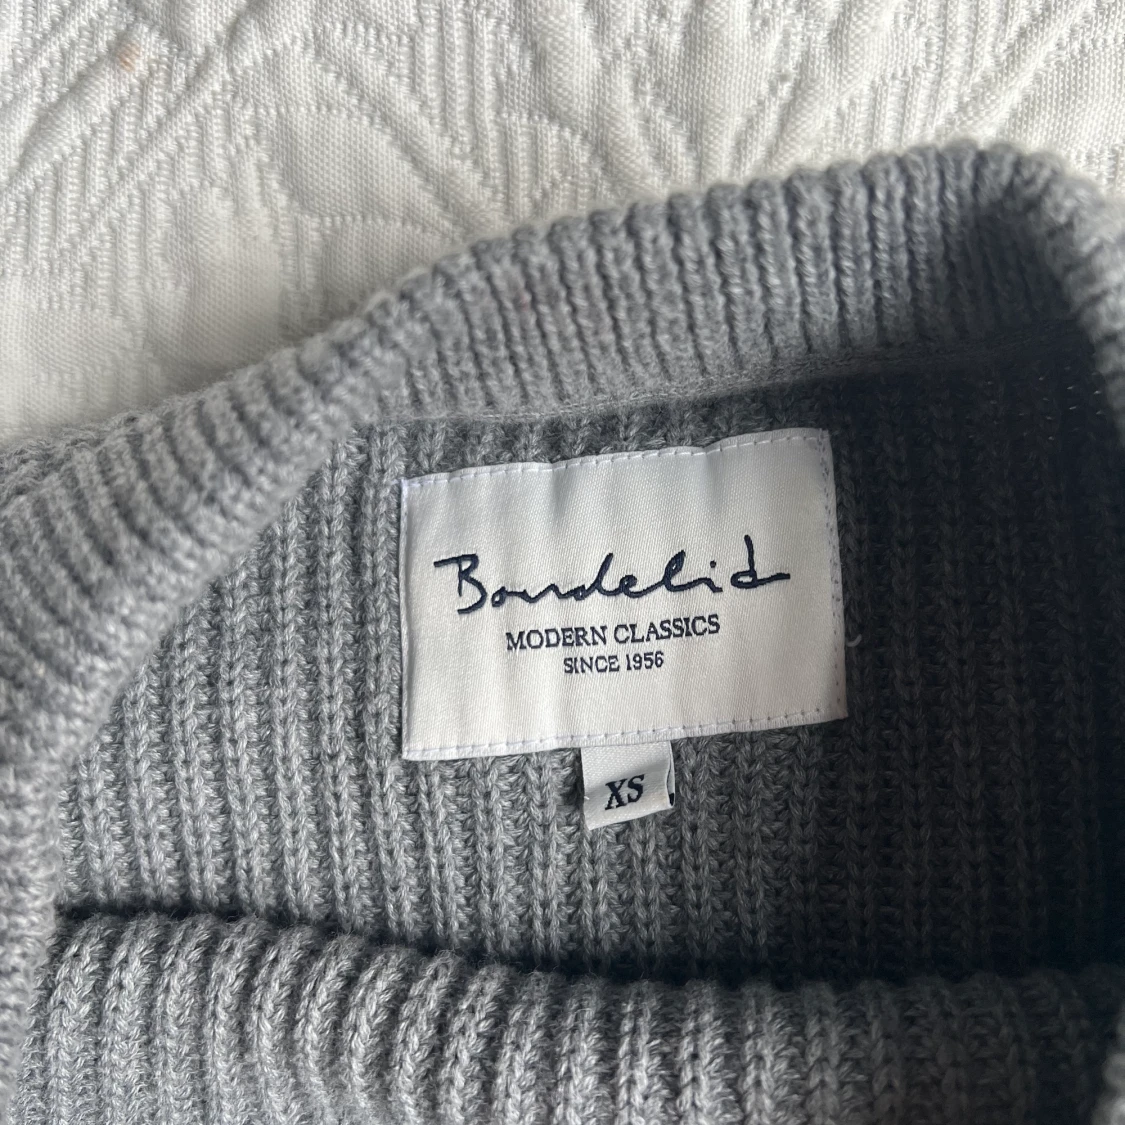 Bondelid
MODERN CLASSICS
SINCE 1956
XS